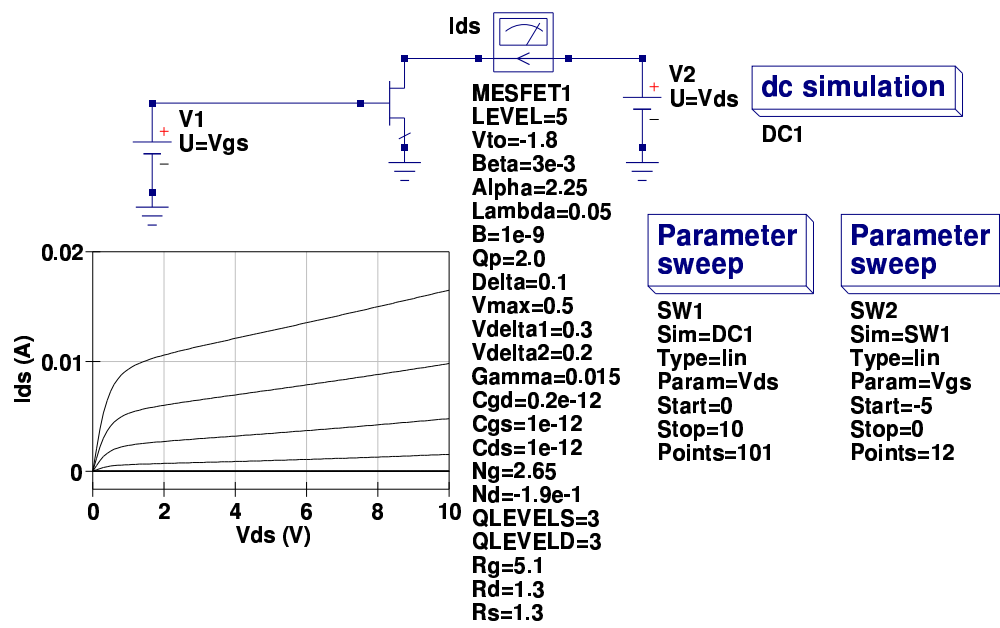 Ids
V1
U=Vgs
V2
U=Vds
dc simulation
DC1
MESFET1
LEVEL=5
Vto=-1.8
Beta=3e-3
Alpha=2.25
Lambda=0.05
B=1e-9
Qp=2.0
Delta=0.1
Vmax=0.5
Vdelta1=0.3
Vdelta2=0.2
Gamma=0.015
Cgd=0.2e-12
Cgs=1e-12
Cds=1e-12
Ng=2.65
Nd=-1.9e-1
QLEVELS=3
QLEVELD=3
Rg=5.1
Rd=1.3
Rs=1.3
Parameter
sweep
SW1
Sim=DC1
Type=lin
Param=Vds
Start=0
Stop=10
Points=101
Parameter
sweep
SW2
Sim=SW1
Type=lin
Param=Vgs
Start=-5
Stop=0
Points=12
0.02
0.01
0
Ids (A)
0 2 4 6 8 10
Vds (V)